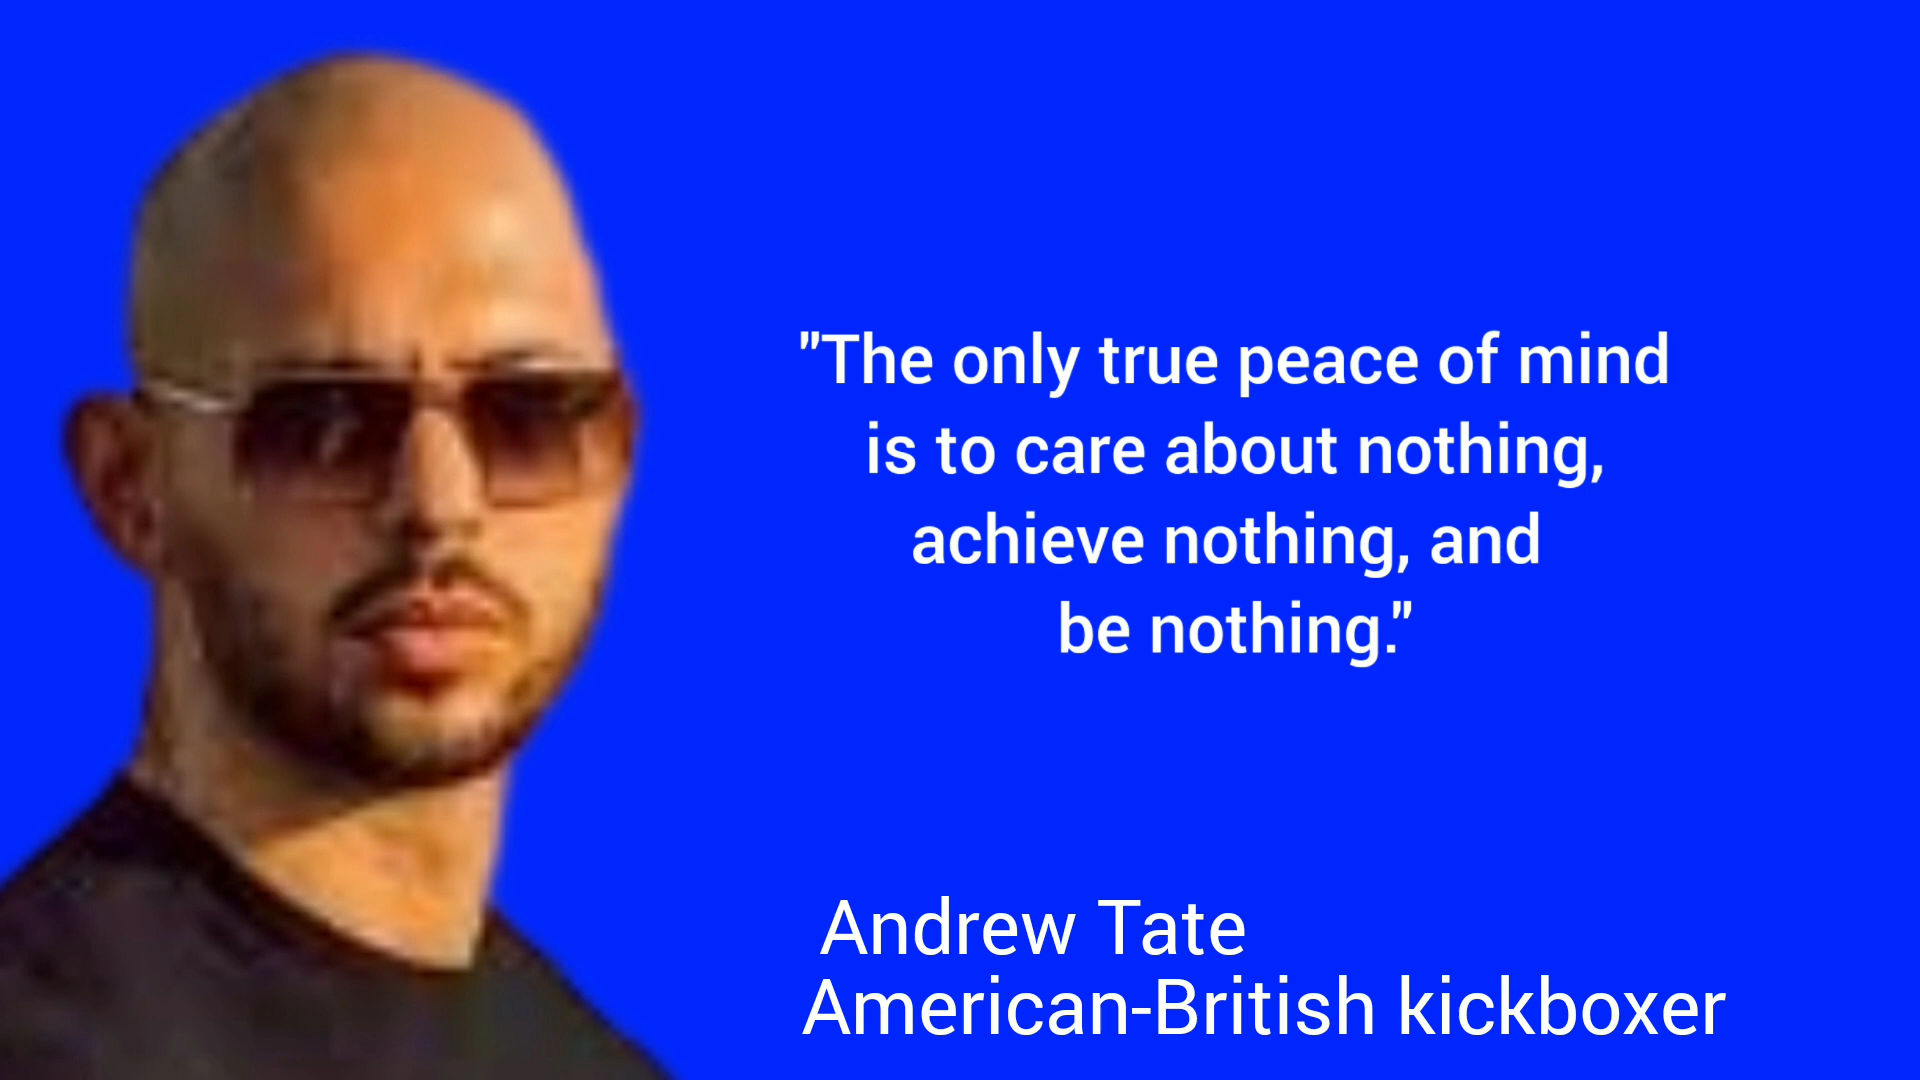 "The only true peace of mind
is to care about nothing,
achieve nothing, and
be nothing."
Andrew Tate
American-British kickboxer